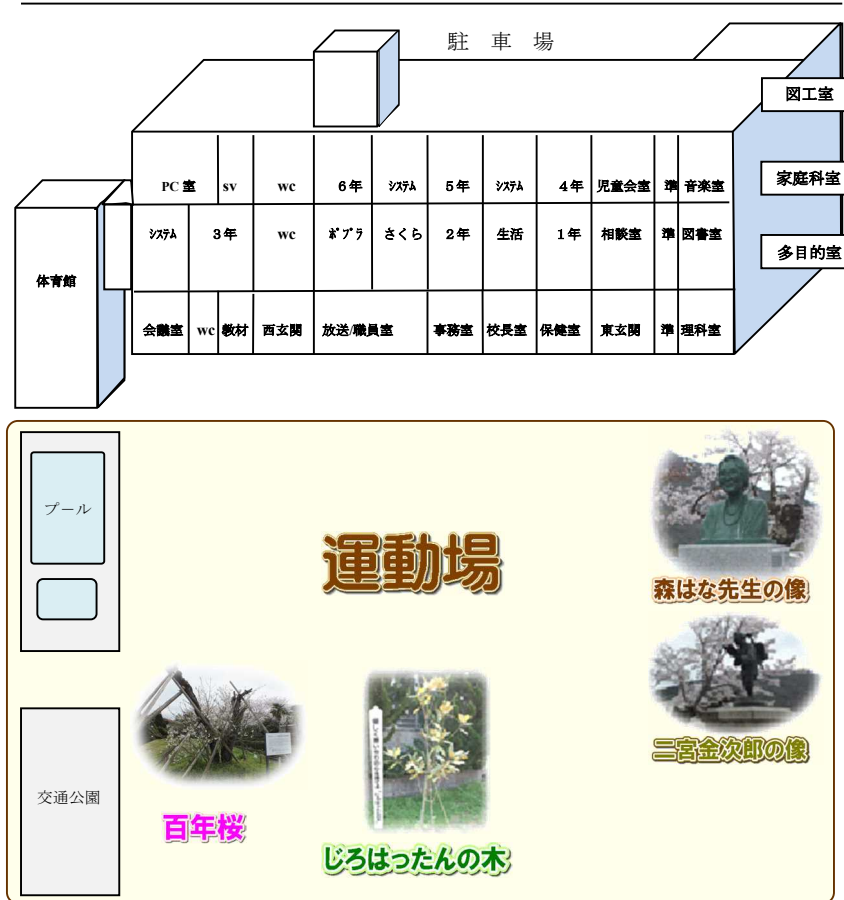 駐 車 場
図工室
PC 室 sv wc 6年 システム 5年 システム 4年 児童会室 準 音楽室
家庭科室
システム 3年 wc ポプラ さくら 2年 生活 1年 相談室 準 図書室
多目的室
体育館
会議室 wc 教材 西玄関 放送/職員室 事務室 校長室 保健室 東玄関 準 理科室
プール
運動場
森はな先生の像
二宮金次郎の像
交通公園
百年桜
じろはったんの木